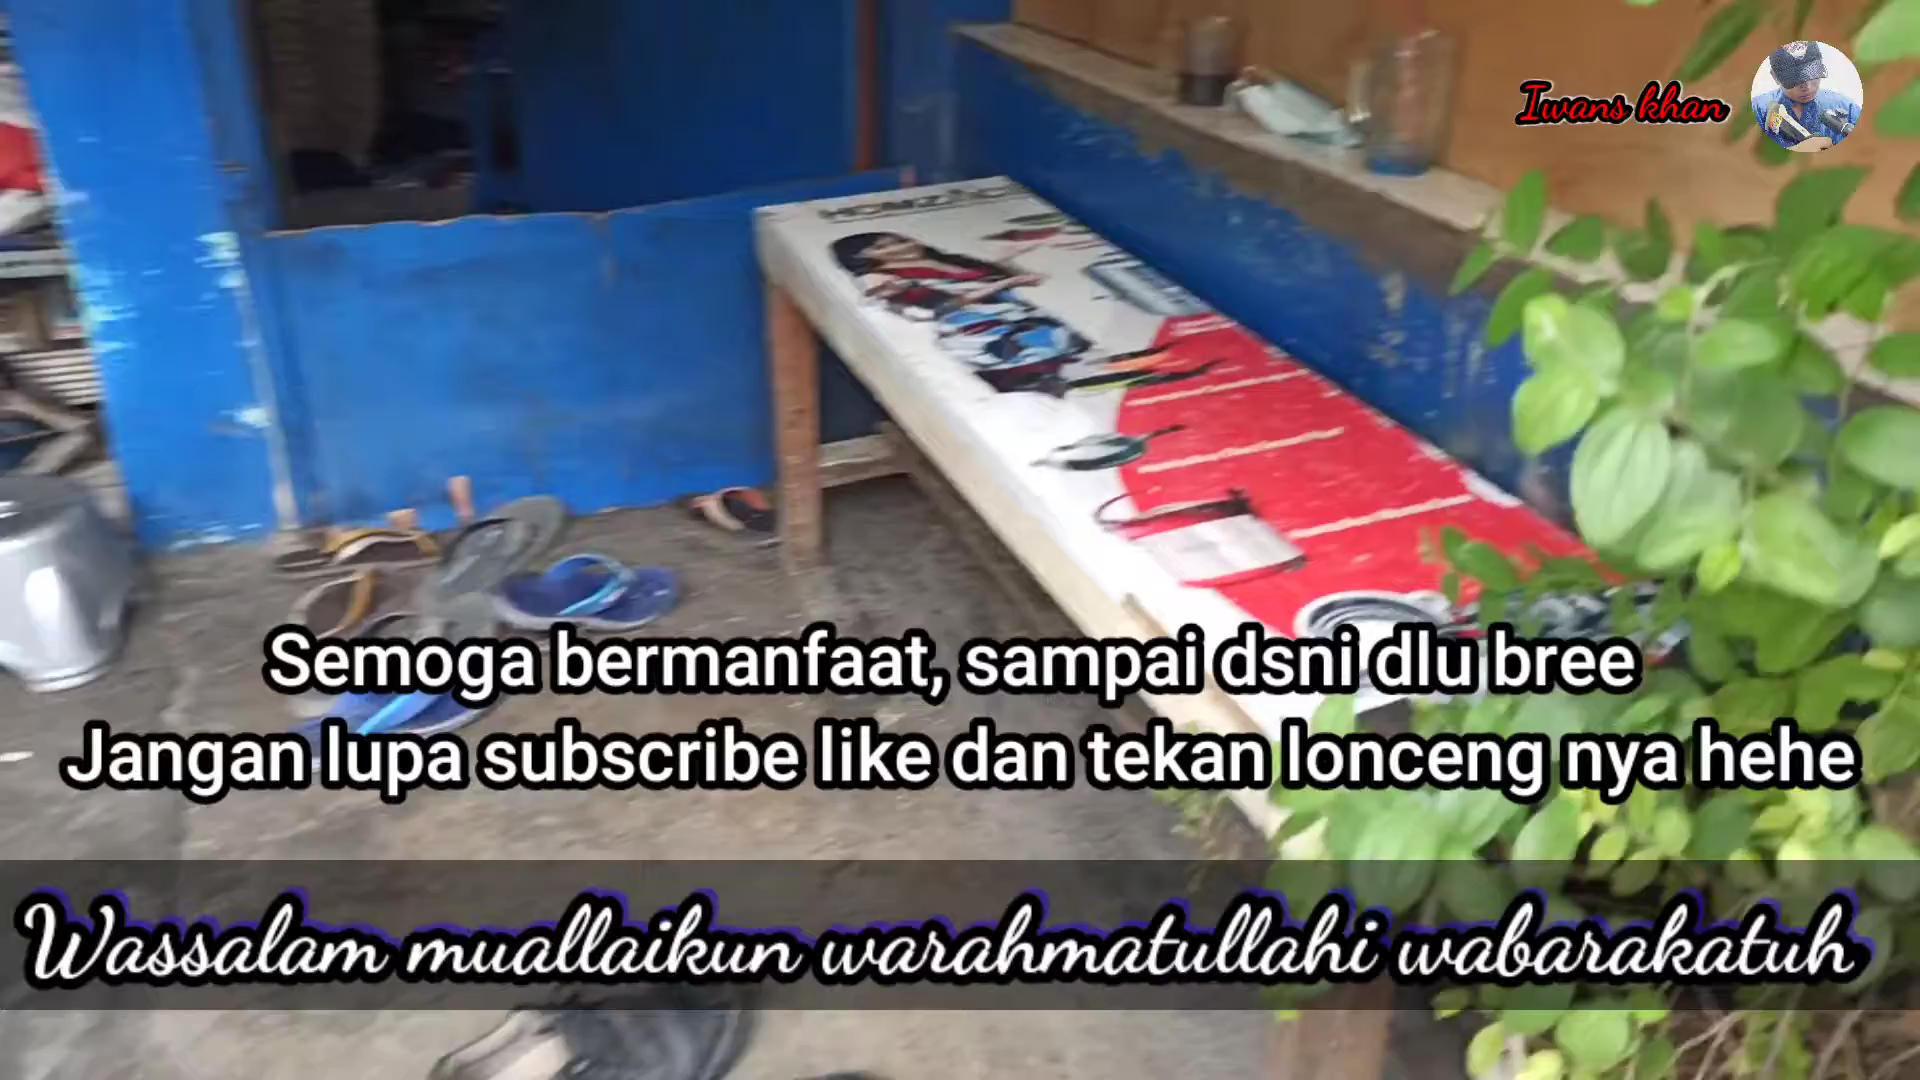 Iwans khan
Semoga bermanfaat, sampai dsni dlu bree
Jangan lupa subscribe like dan tekan lonceng nya hehe
Wassalam muallaikun warahmatullahi wabarakatuh